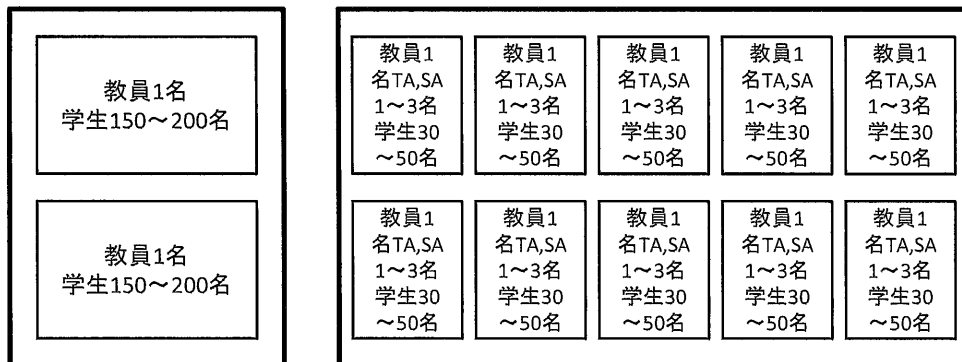 教員1名
学生150～200名
教員1名
学生150～200名
教員1
名TA,SA
1～3名
学生30
～50名
教員1
名TA,SA
1～3名
学生30
～50名
教員1
名TA,SA
1～3名
学生30
～50名
教員1
名TA,SA
1～3名
学生30
～50名
教員1
名TA,SA
1～3名
学生30
～50名
教員1
名TA,SA
1～3名
学生30
～50名
教員1
名TA,SA
1～3名
学生30
～50名
教員1
名TA,SA
1～3名
学生30
～50名
教員1
名TA,SA
1～3名
学生30
～50名
教員1
名TA,SA
1～3名
学生30
～50名